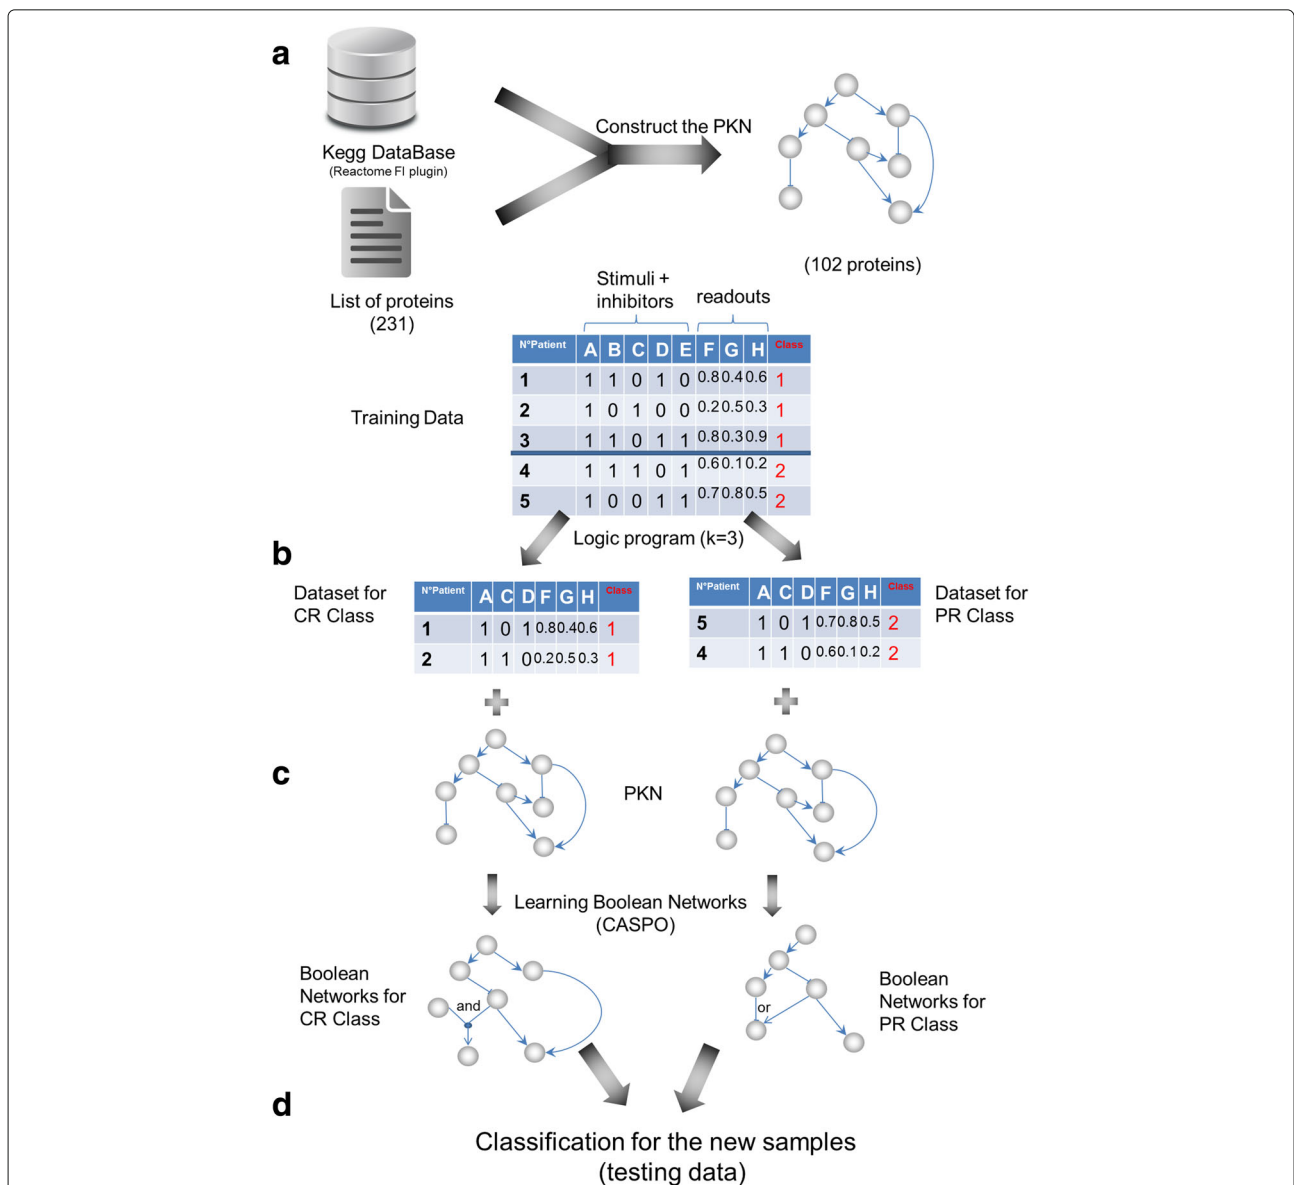 a
Kegg DataBase
(Reactome FI plugin)
Construct the PKN
(102 proteins)
List of proteins
(231)
Stimuli +
inhibitors
readouts
N°Patient A B C D E F G H Class
1 1 1 0 1 0 0.8 0.4 0.6 1
2 1 0 1 0 0 0.2 0.5 0.3 1
3 1 1 0 1 1 0.8 0.3 0.9 1
4 1 1 1 0 1 0.6 0.1 0.2 2
5 1 0 0 1 1 0.7 0.8 0.5 2
Training Data
Logic program (k=3)
b
Dataset for
CR Class
N°Patient A C D F G H Class
1 1 0 1 0.8 0.4 0.6 1
2 1 1 0 0.2 0.5 0.3 1
N°Patient A C D F G H Class
5 1 0 1 0.7 0.8 0.5 2
4 1 1 0 0.6 0.1 0.2 2
Dataset for
PR Class
c
PKN
Learning Boolean Networks
(CASPO)
Boolean
Networks for
CR Class
and
or
Boolean
Networks for
PR Class
d
Classification for the new samples
(testing data)